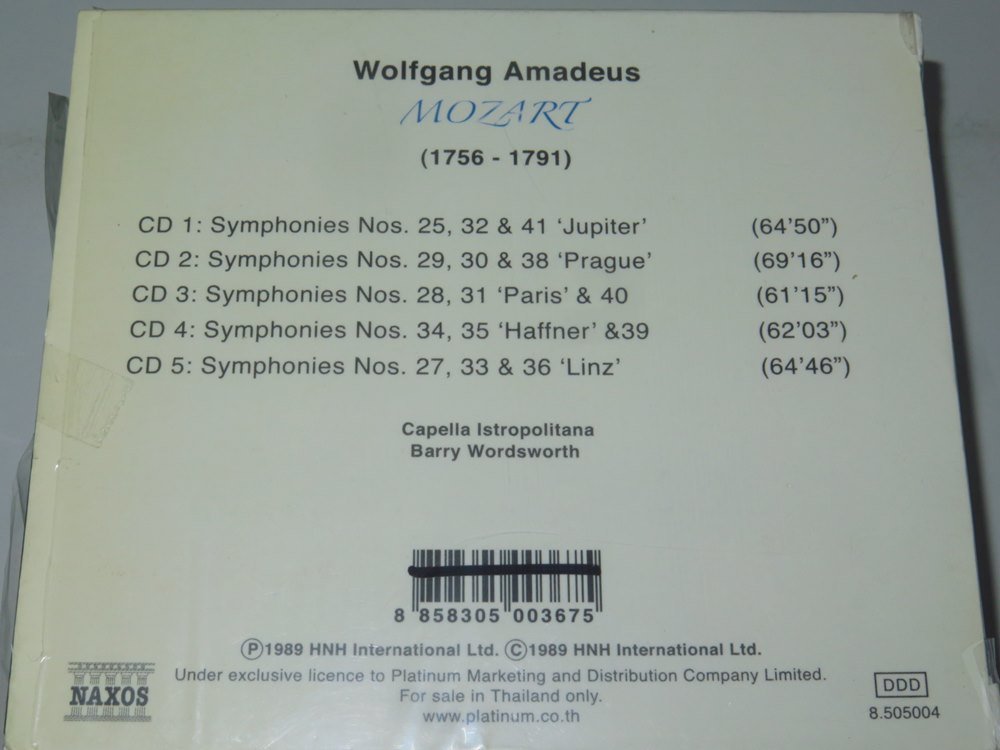 Wolfgang Amadeus
MOZART
(1756 - 1791)
CD 1: Symphonies Nos. 25, 32 & 41 ‘Jupiter’ (64’50”)
CD 2: Symphonies Nos. 29, 30 & 38 ‘Prague’ (69’16”)
CD 3: Symphonies Nos. 28, 31 ‘Paris’ & 40 (61’15”)
CD 4: Symphonies Nos. 34, 35 ‘Haffner’ &39 (62’03”)
CD 5: Symphonies Nos. 27, 33 & 36 ‘Linz’ (64’46”)
Capella Istropolitana
Barry Wordsworth
8 858305 003675
Ⓟ1989 HNH International Ltd. Ⓒ1989 HNH International Ltd.
Under exclusive licence to Platinum Marketing and Distribution Company Limited.
For sale in Thailand only.
www.platinum.co.th
NAXOS
DDD
8.505004